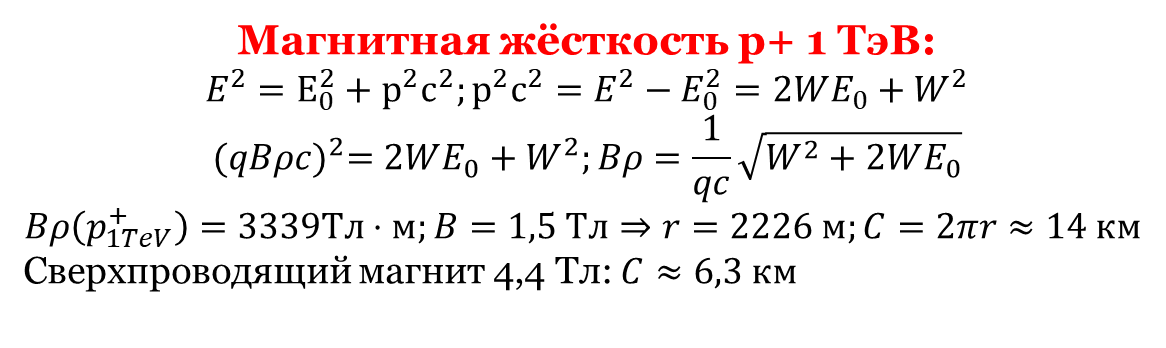 Магнитная жёсткость p+ 1 ТэВ:
E² = E₀² + p²c²; p²c² = E² − E₀² = 2WE₀ + W²
(qBρc)² = 2WE₀ + W²; Bρ = 1/qc √(W² + 2WE₀)
Bρ(p⁺₁TeV) = 3339Тл · м; B = 1,5 Тл ⇒ r = 2226 м; C = 2πr ≈ 14 км
Сверхпроводящий магнит 4,4 Тл: C ≈ 6,3 км